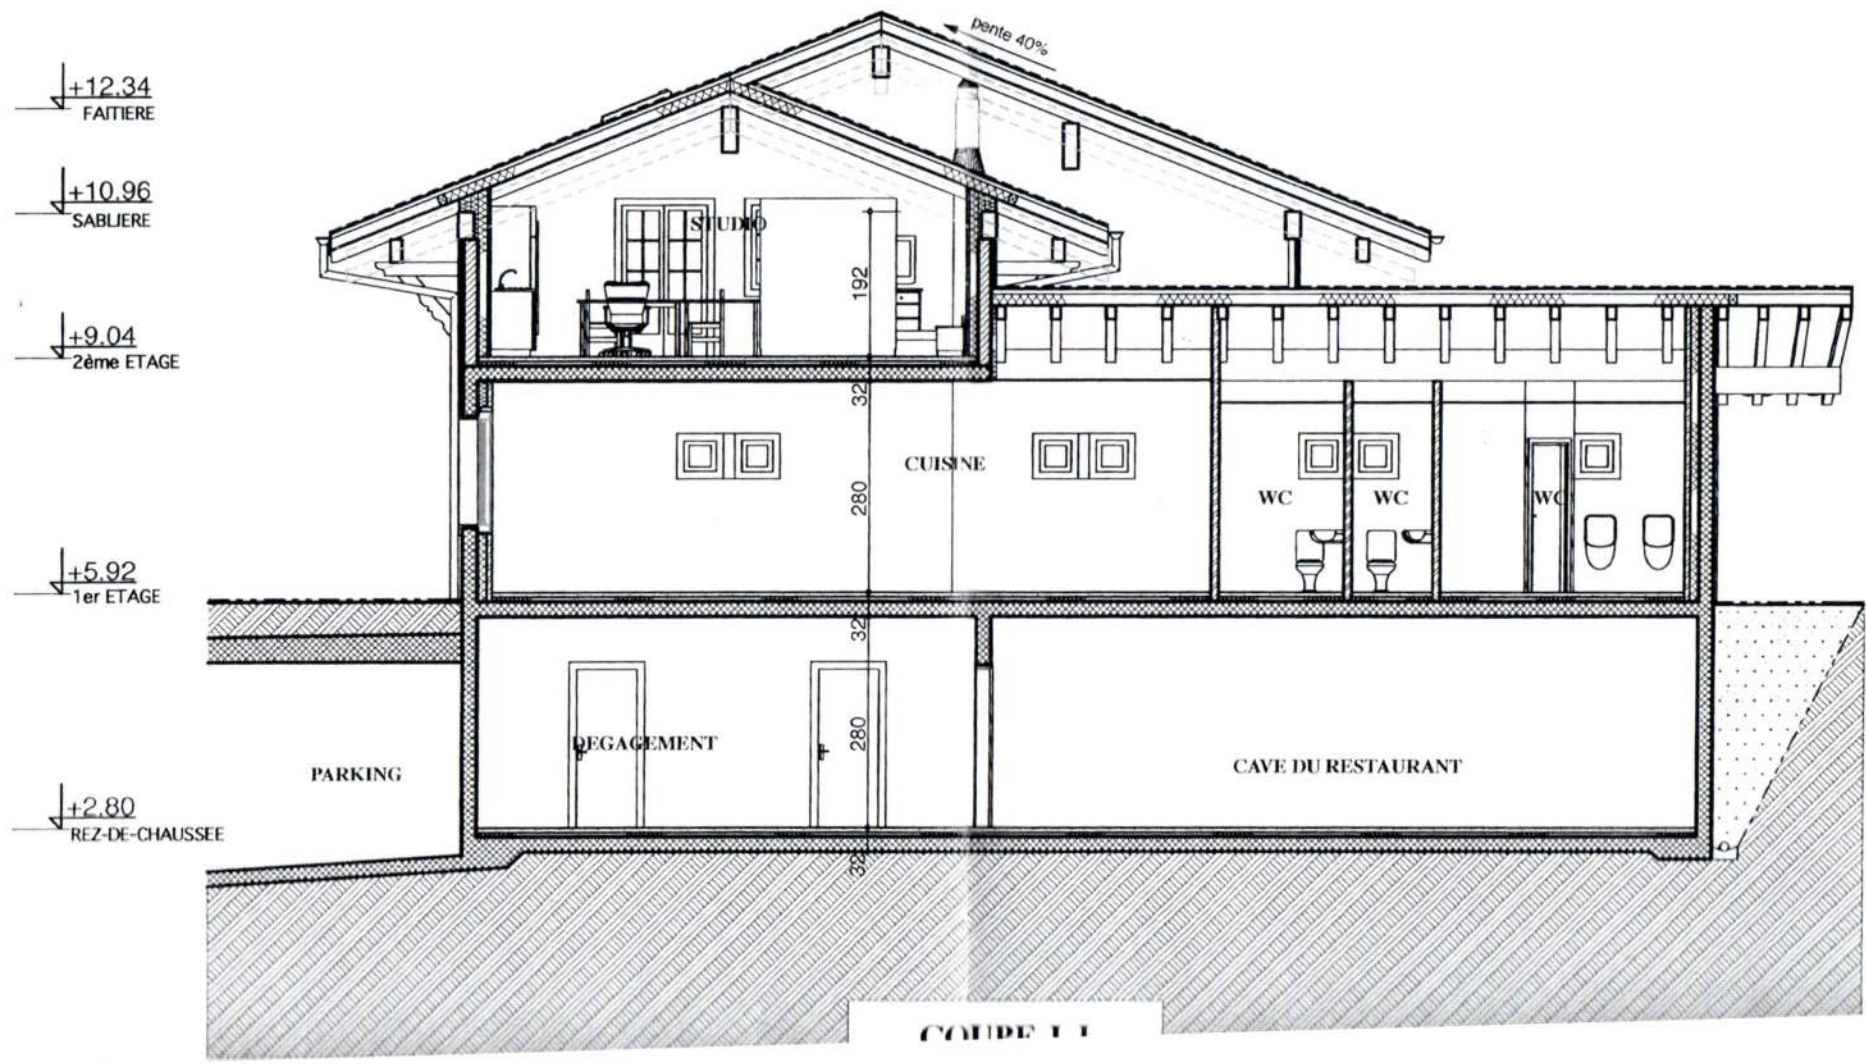 pente 40%
+12.34
FAITIERE
+10.96
SABLIERE
STUDIO
192
+9.04
2ème ETAGE
32
CUISINE
280
WC
WC
WC
+5.92
1er ETAGE
32
DEGAGEMENT
280
PARKING
CAVE DU RESTAURANT
+2.80
REZ-DE-CHAUSSEE
32
COUPE